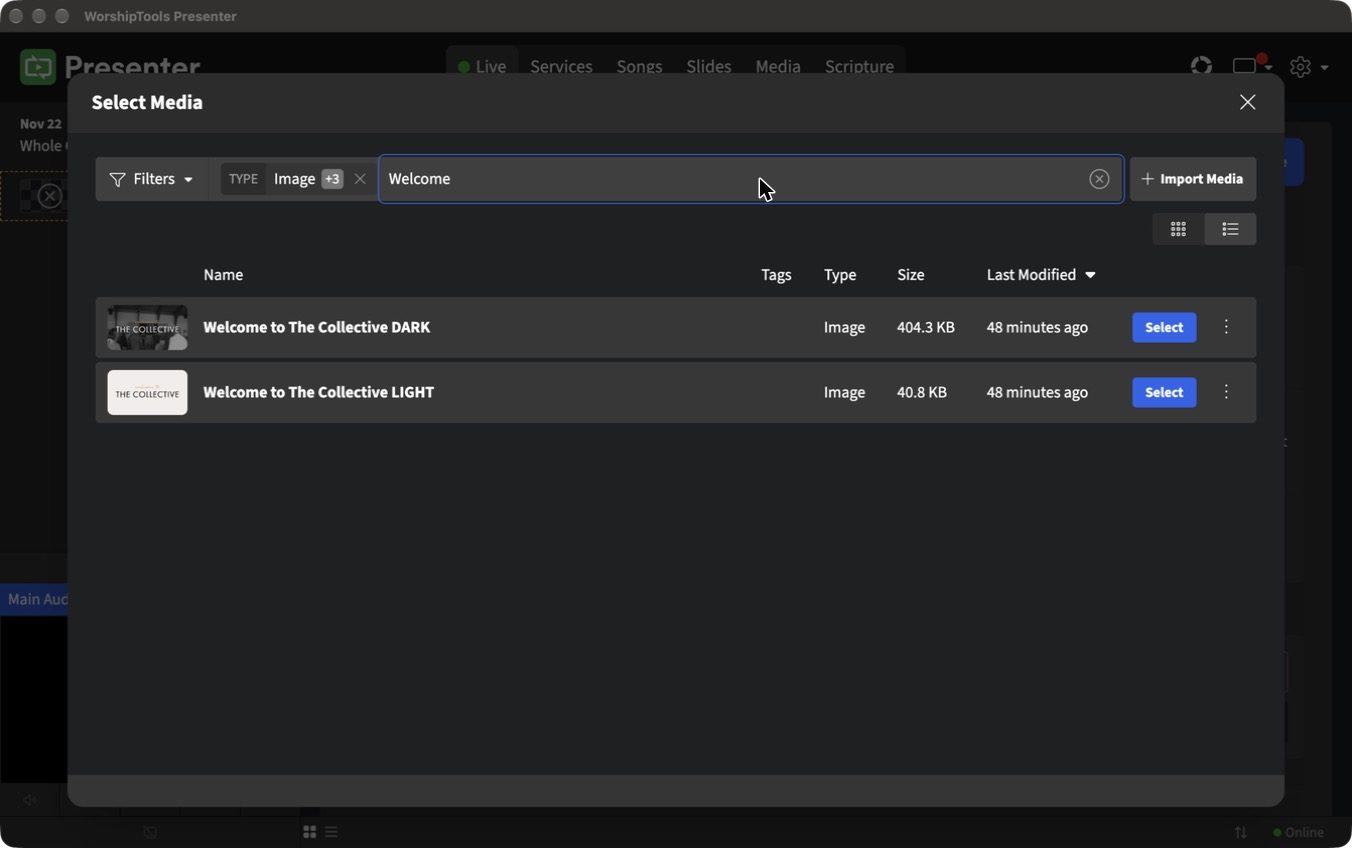 WorshipTools Presenter
Presenter
Live Services Songs Slides Media Scripture
Select Media
Nov 22
Whole
Filters TYPE Image +3 Welcome Import Media
Name Tags Type Size Last Modified
THE COLLECTIVE Welcome to The Collective DARK Image 404.3 KB 48 minutes ago Select
THE COLLECTIVE Welcome to The Collective LIGHT Image 40.8 KB 48 minutes ago Select
Main Aud
Online